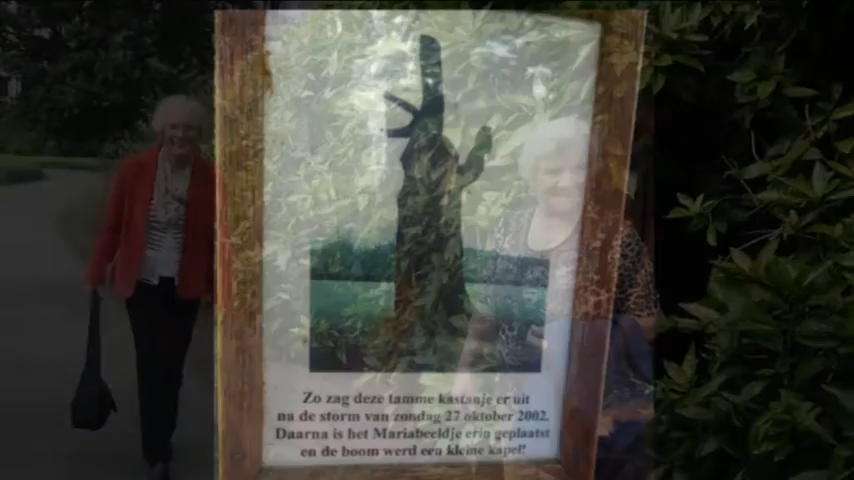 Zo zag deze tamme kastanje er uit
na de storm van zondag 27 oktober 2002.
Daarna is het Mariabeeldje erin geplaatst
en de boom werd een kleine kapel!